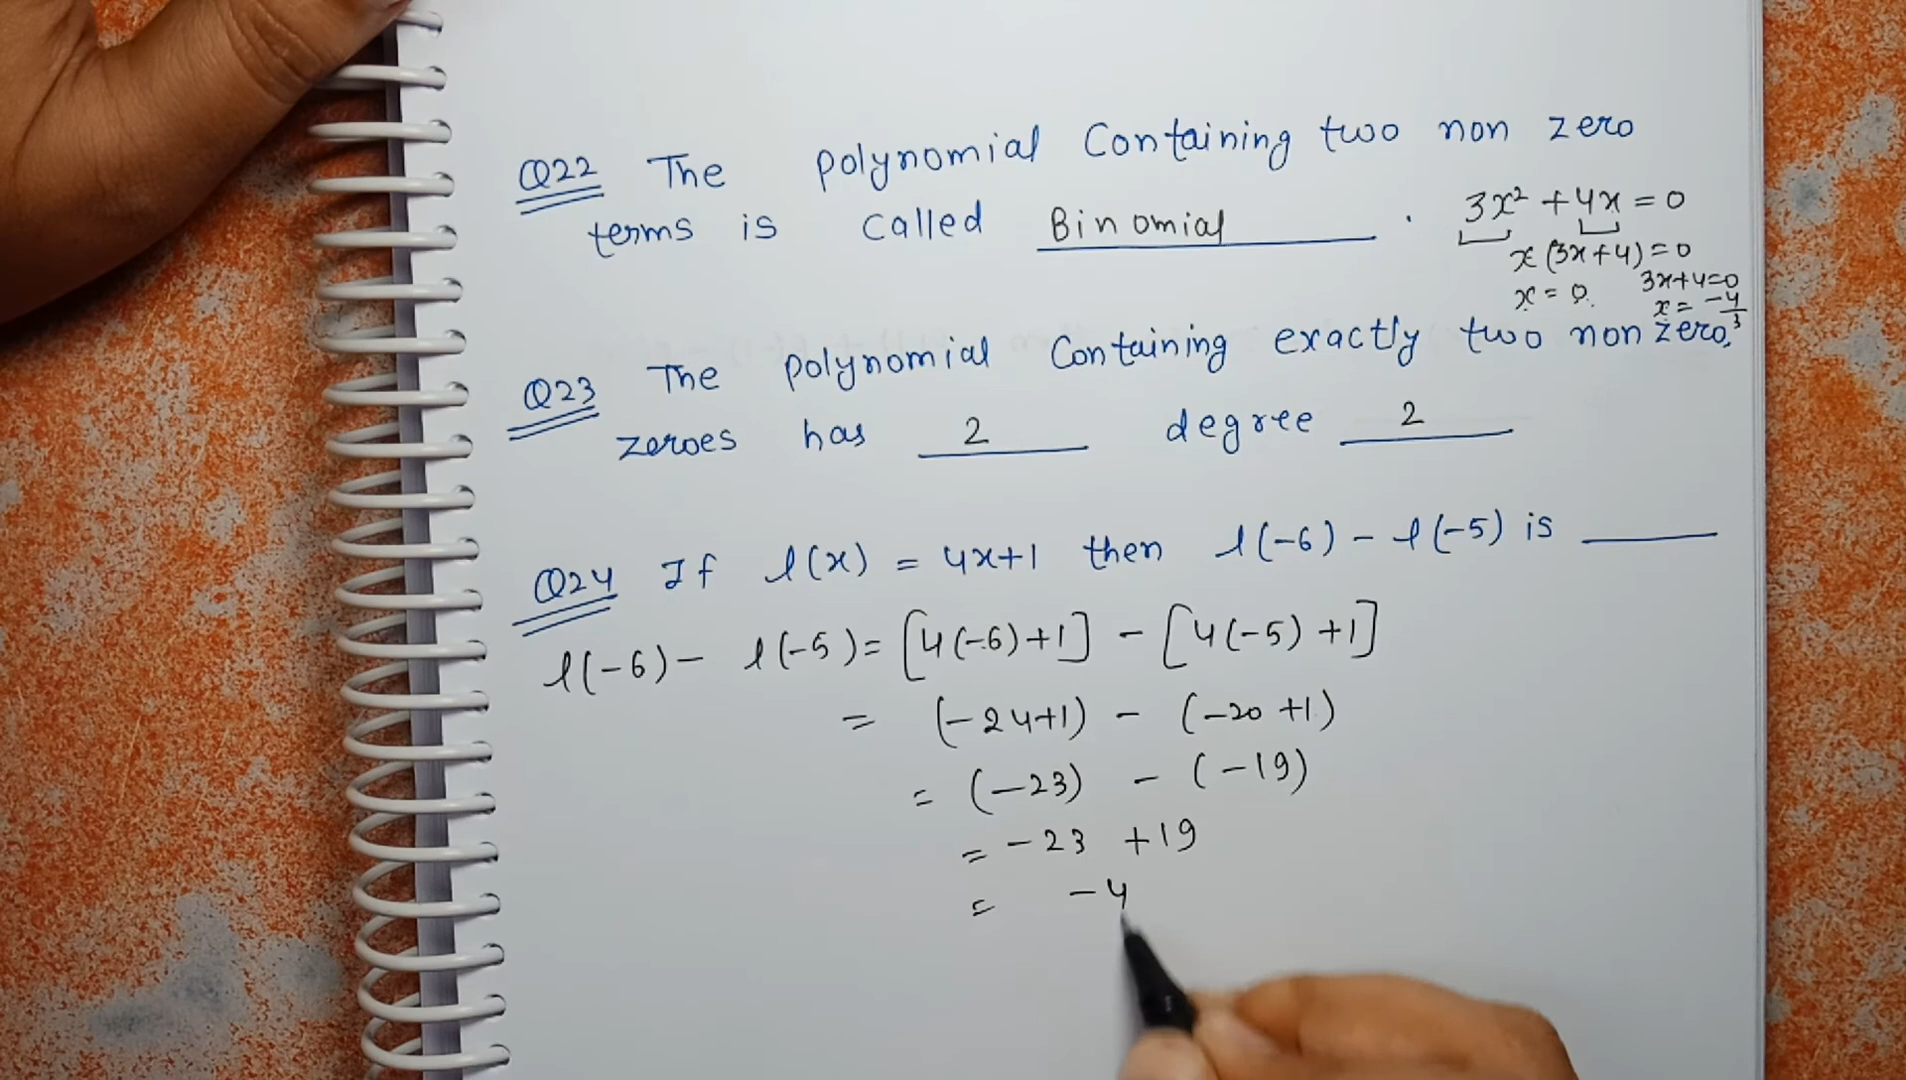 Q22 The polynomial Containing two non zero
terms is called Binomial .
3x² + 4x = 0
x(3x+4)=0
x = 0. 3x+4=0
x = -4/3
Q23 The polynomial Containing exactly two non zero.
zeroes has 2 degree 2
Q24 If l(x) = 4x+1 then l(-6) - l(-5) is ____
l(-6) - l(-5) = [4(-6)+1] - [4(-5)+1]
= (-24+1) - (-20+1)
= (-23) - (-19)
= -23 +19
= -4